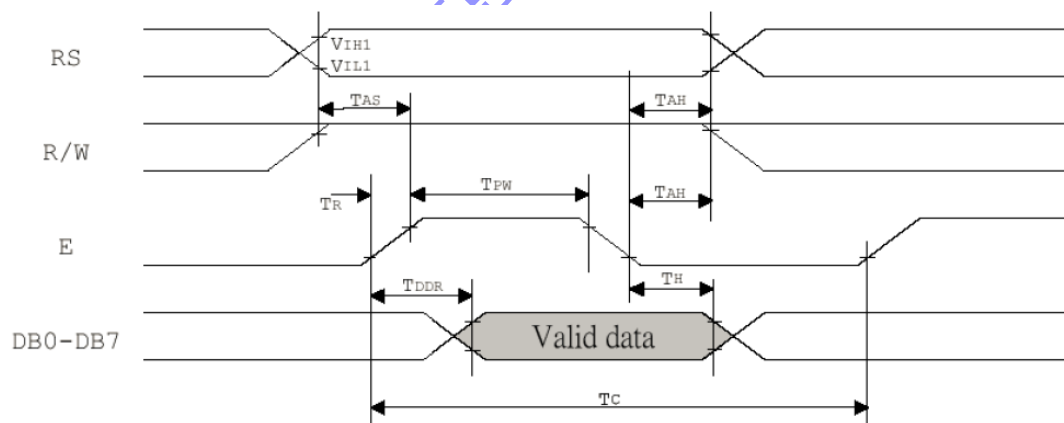 RS
VIH1
VIL1
TAS
TAH
R/W
TPW
TAH
TR
E
TDDR
TH
DB0-DB7
Valid data
TC